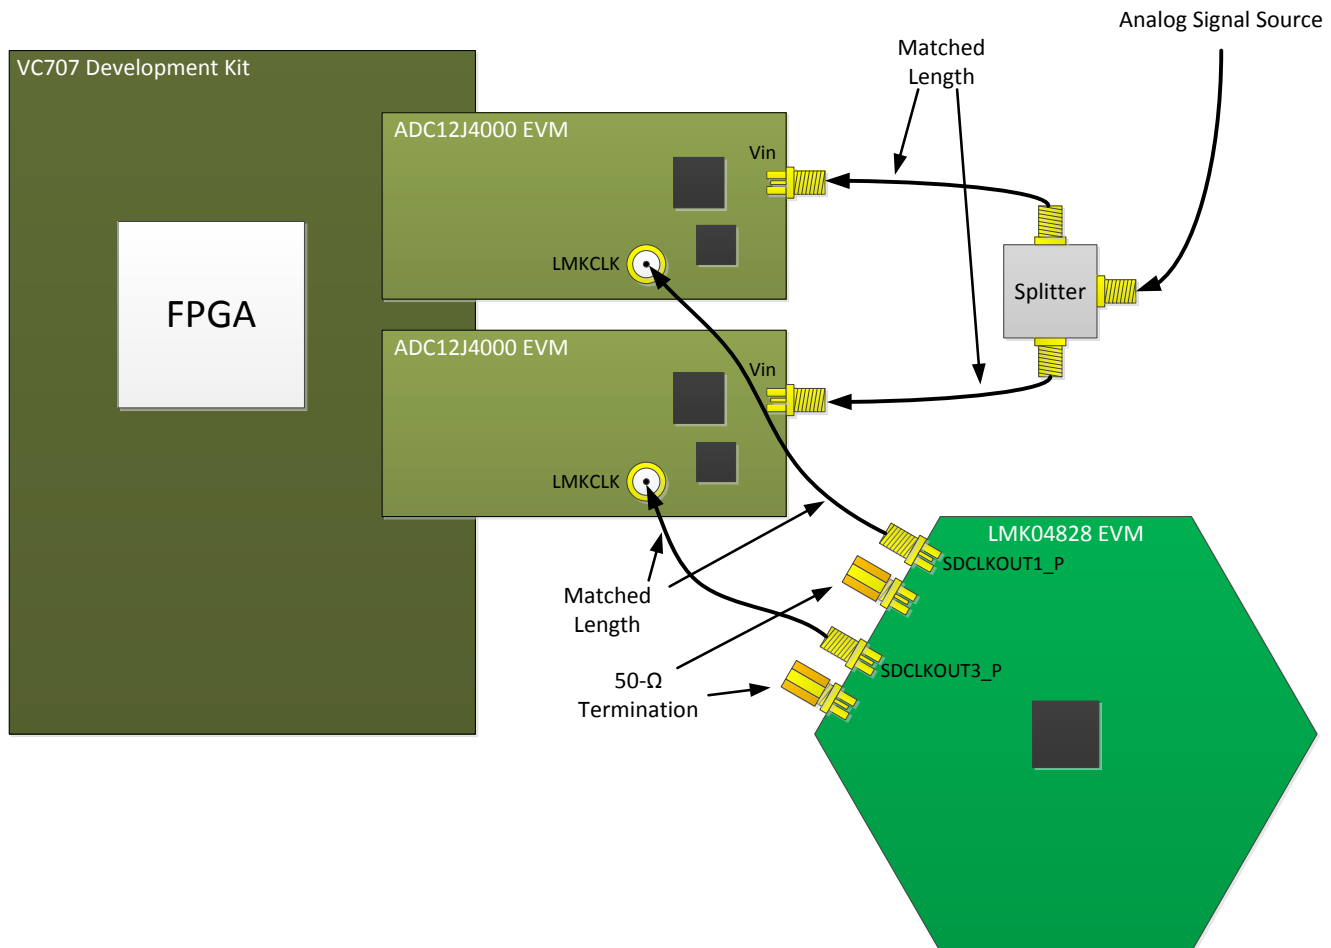 Analog Signal Source
Matched
Length
VC707 Development Kit
ADC12J4000 EVM
Vin
LMKCLK
FPGA
Splitter
ADC12J4000 EVM
Vin
LMKCLK
LMK04828 EVM
SDCLKOUT1_P
Matched
Length
SDCLKOUT3_P
50-Ω
Termination